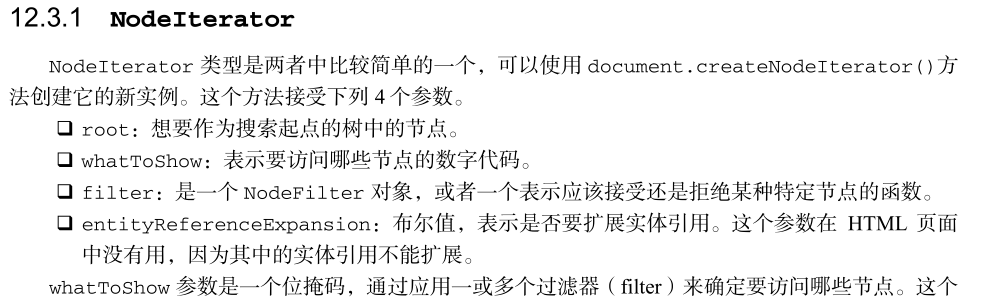 12.3.1 NodeIterator
NodeIterator 类型是两者中比较简单的一个，可以使用 document.createNodeIterator()方
法创建它的新实例。这个方法接受下列 4 个参数。
❑ root：想要作为搜索起点的树中的节点。
❑ whatToShow：表示要访问哪些节点的数字代码。
❑ filter：是一个 NodeFilter 对象，或者一个表示应该接受还是拒绝某种特定节点的函数。
❑ entityReferenceExpansion：布尔值，表示是否要扩展实体引用。这个参数在 HTML 页面
中没有用，因为其中的实体引用不能扩展。
whatToShow 参数是一个位掩码，通过应用一或多个过滤器（filter）来确定要访问哪些节点。这个